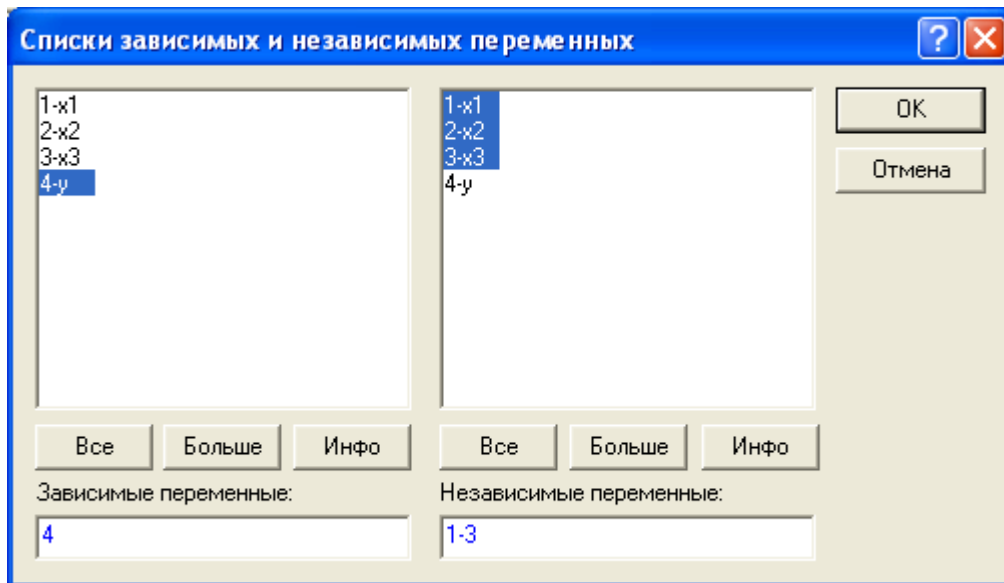 Списки зависимых и независимых переменных
1-x1
2-x2
3-x3
4-y
1-x1
2-x2
3-x3
4-y
OK
Отмена
Все Больше Инфо
Все Больше Инфо
Зависимые переменные:
Независимые переменные:
4
1-3